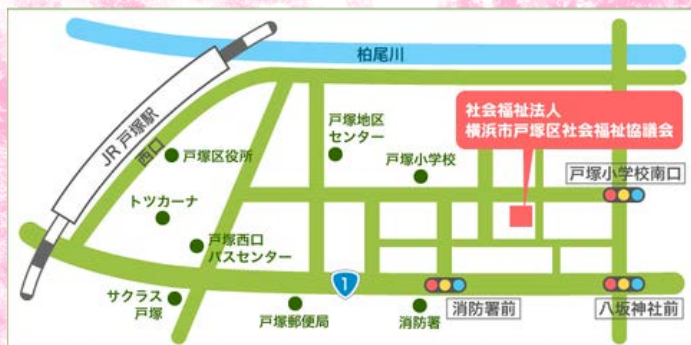 柏尾川
JR 戸塚駅
西口
社会福祉法人
横浜市戸塚区社会福祉協議会
戸塚地区
センター
戸塚区役所
戸塚小学校
戸塚小学校南口
トツカーナ
戸塚西口
バスセンター
1
サクラス
戸塚
戸塚郵便局
消防署
消防署前
八坂神社前